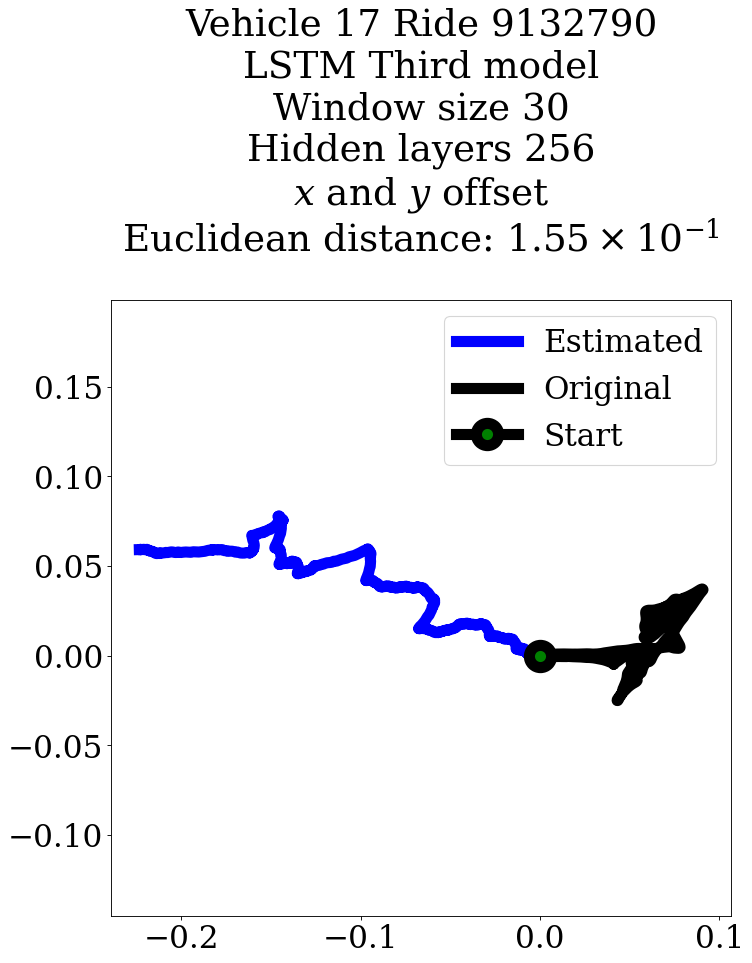 Vehicle 17 Ride 9132790
LSTM Third model
Window size 30
Hidden layers 256
x and y offset
Euclidean distance: 1.55 × 10⁻¹
Estimated
Original
Start
0.15
0.10
0.05
0.00
−0.05
−0.10
−0.2
−0.1
0.0
0.1